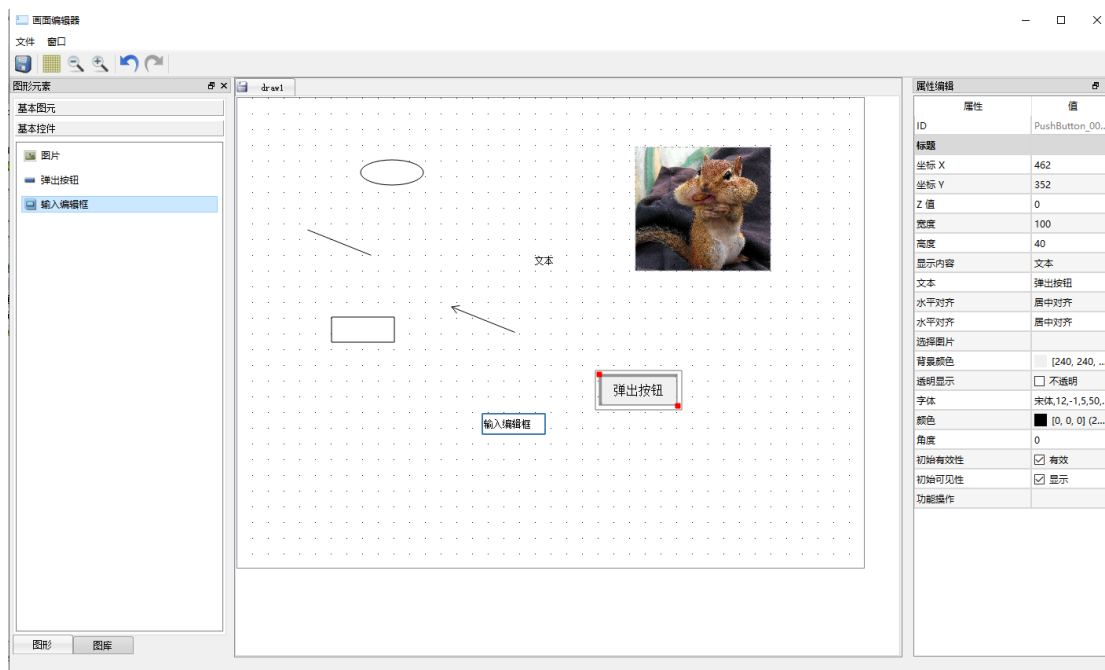 画面编辑器
文件 窗口
图形元素
基本图元
基本控件
图片
弹出按钮
输入编辑框
图形 图库
draw1
文本
弹出按钮
输入编辑框
属性编辑
属性 值
ID PushButton_00...
标题
坐标 X 462
坐标 Y 352
Z 值 0
宽度 100
高度 40
显示内容 文本
文本 弹出按钮
水平对齐 居中对齐
水平对齐 居中对齐
选择图片
背景颜色 [240, 240, ...
透明显示 不透明
字体 宋体,12,-1,5,50,...
颜色 [0, 0, 0] (2...
角度 0
初始有效性 有效
初始可见性 显示
功能操作